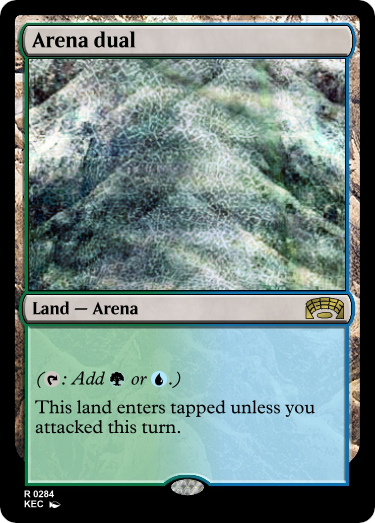 Arena dual
Land — Arena
(: Add or .)
This land enters tapped unless you
attacked this turn.
R 0284
KEC